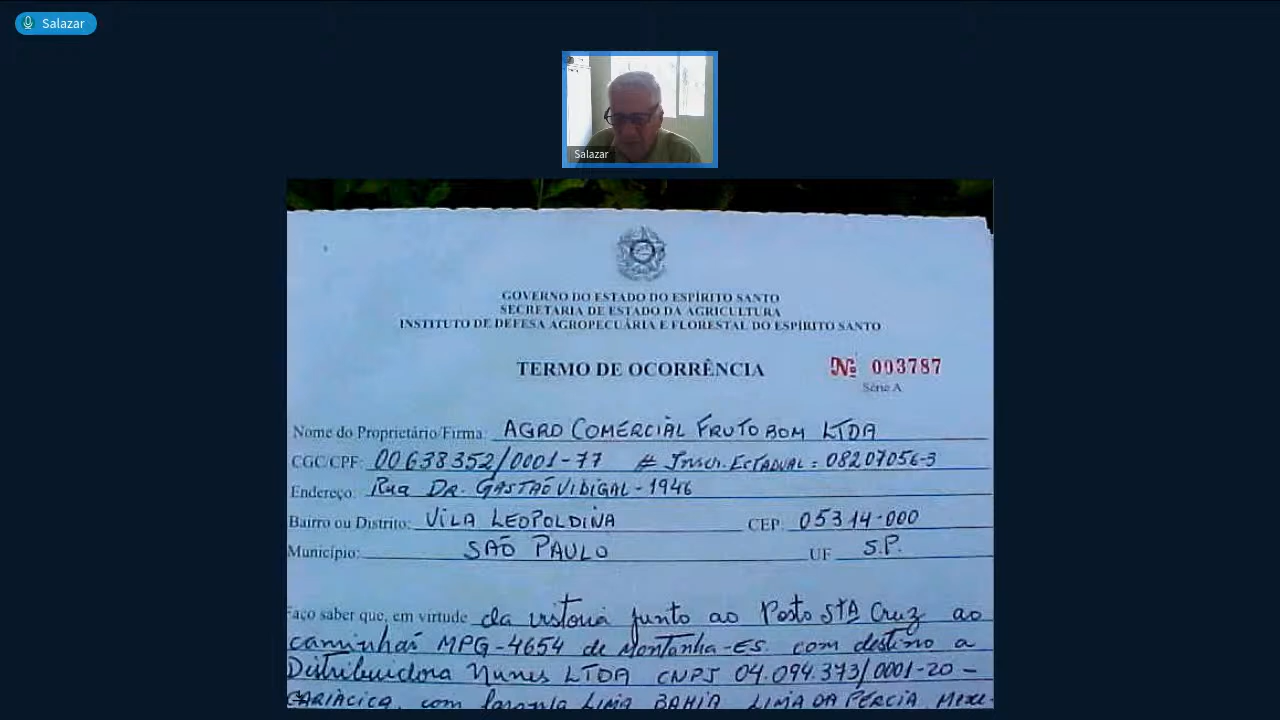 Salazar
Salazar
GOVERNO DO ESTADO DO ESPÍRITO SANTO
SECRETARIA DE ESTADO DA AGRICULTURA
INSTITUTO DE DEFESA AGROPECUÁRIA E FLORESTAL DO ESPÍRITO SANTO
TERMO DE OCORRÊNCIA
Nº 003787
Série A
Nome do Proprietário/Firma: AGRO COMERCIAL FRUTO BOM LTDA
CGC/CPF: 00638352/0001-77 # Insch. ESTADUAL: 08207056-3
Endereço: Rua DR. GASTÃO VIDIGAL - 1946
Bairro ou Distrito: VILA LEOPOLDINA CEP: 05314-000
Município: SAÕ PAULO UF S.P.
Faço saber que, em virtude da vistoria junto ao Posto STA Cruz ao
caminhaõ MPG-4654 de Montanha-ES. com destino a
Distribuidora Nunes LTDA CNPJ 04.094.373/0001-20 -
CARIACICA, com laranja LIMA BAHIA LIMA DA PERCIA